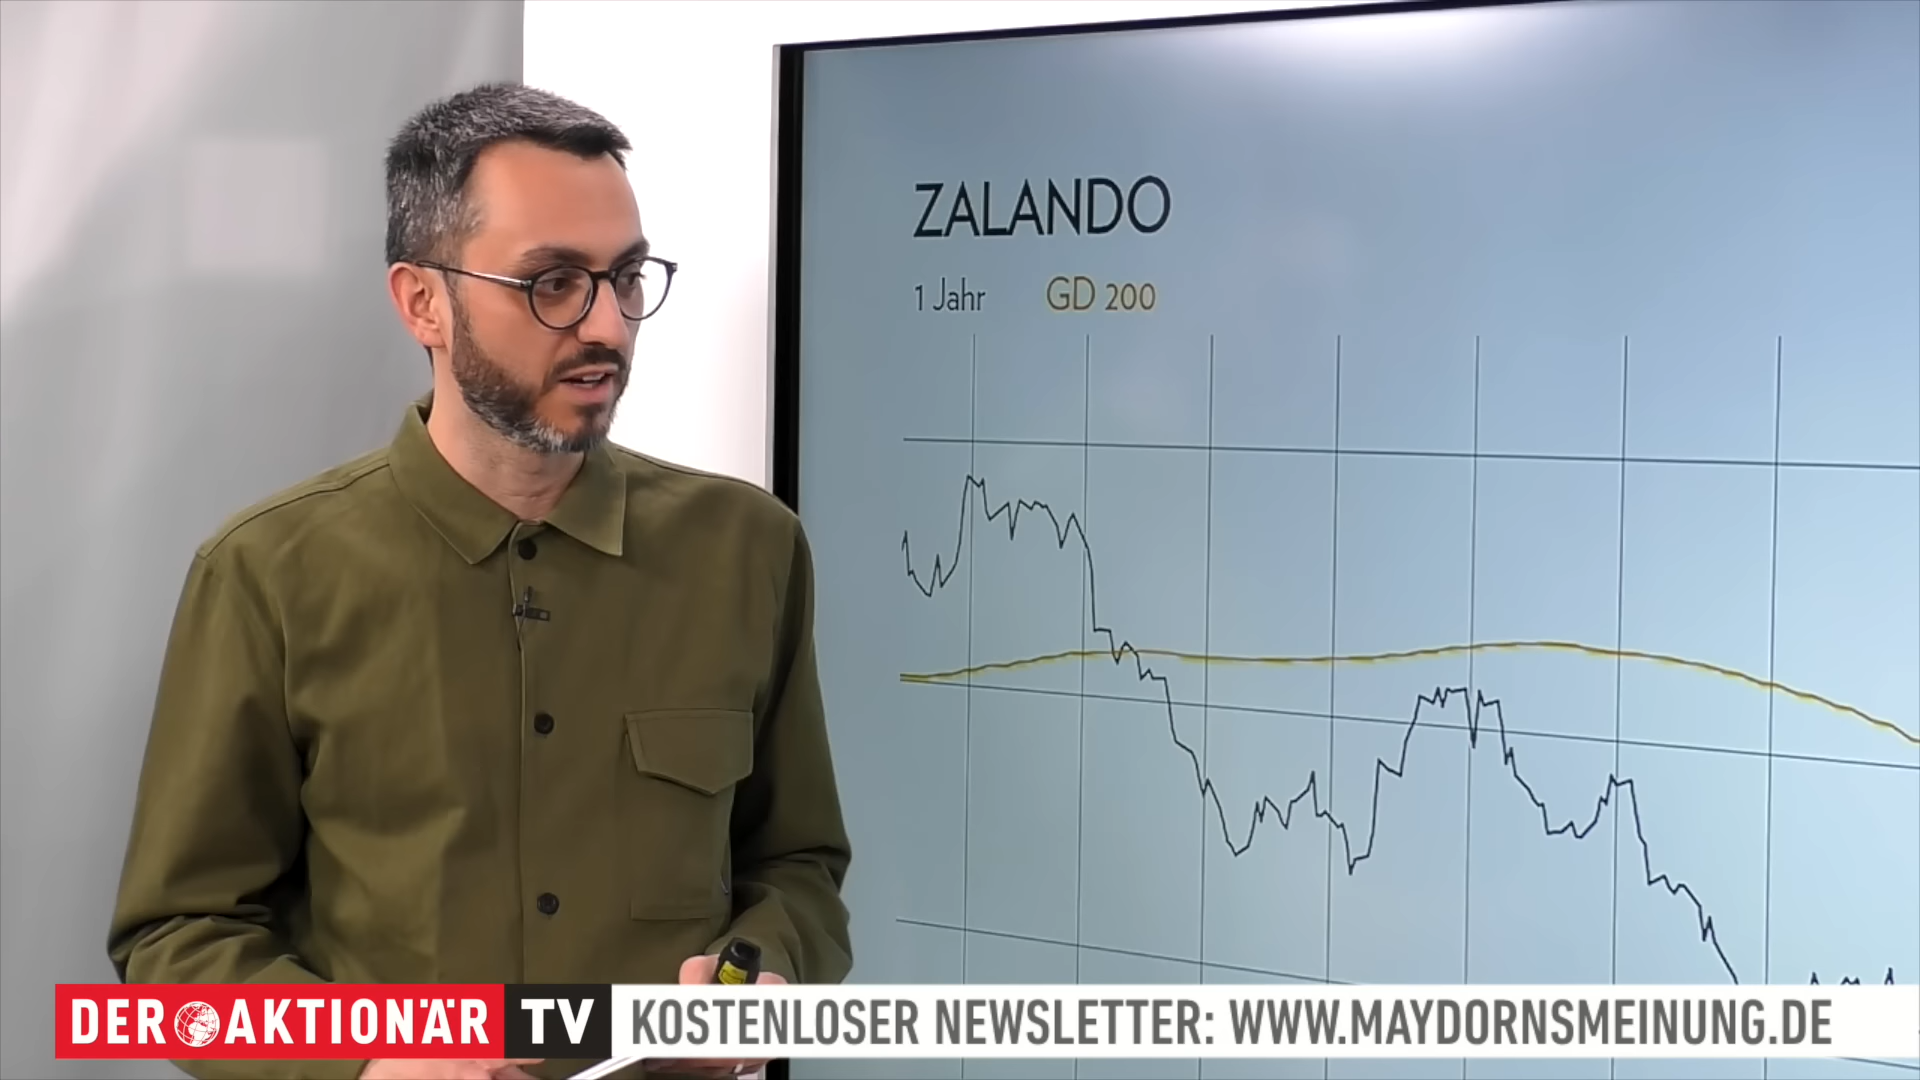 ZALANDO
1 Jahr GD 200
DER AKTIONÄR TV KOSTENLOSER NEWSLETTER: WWW.MAYDORNSMEINUNG.DE